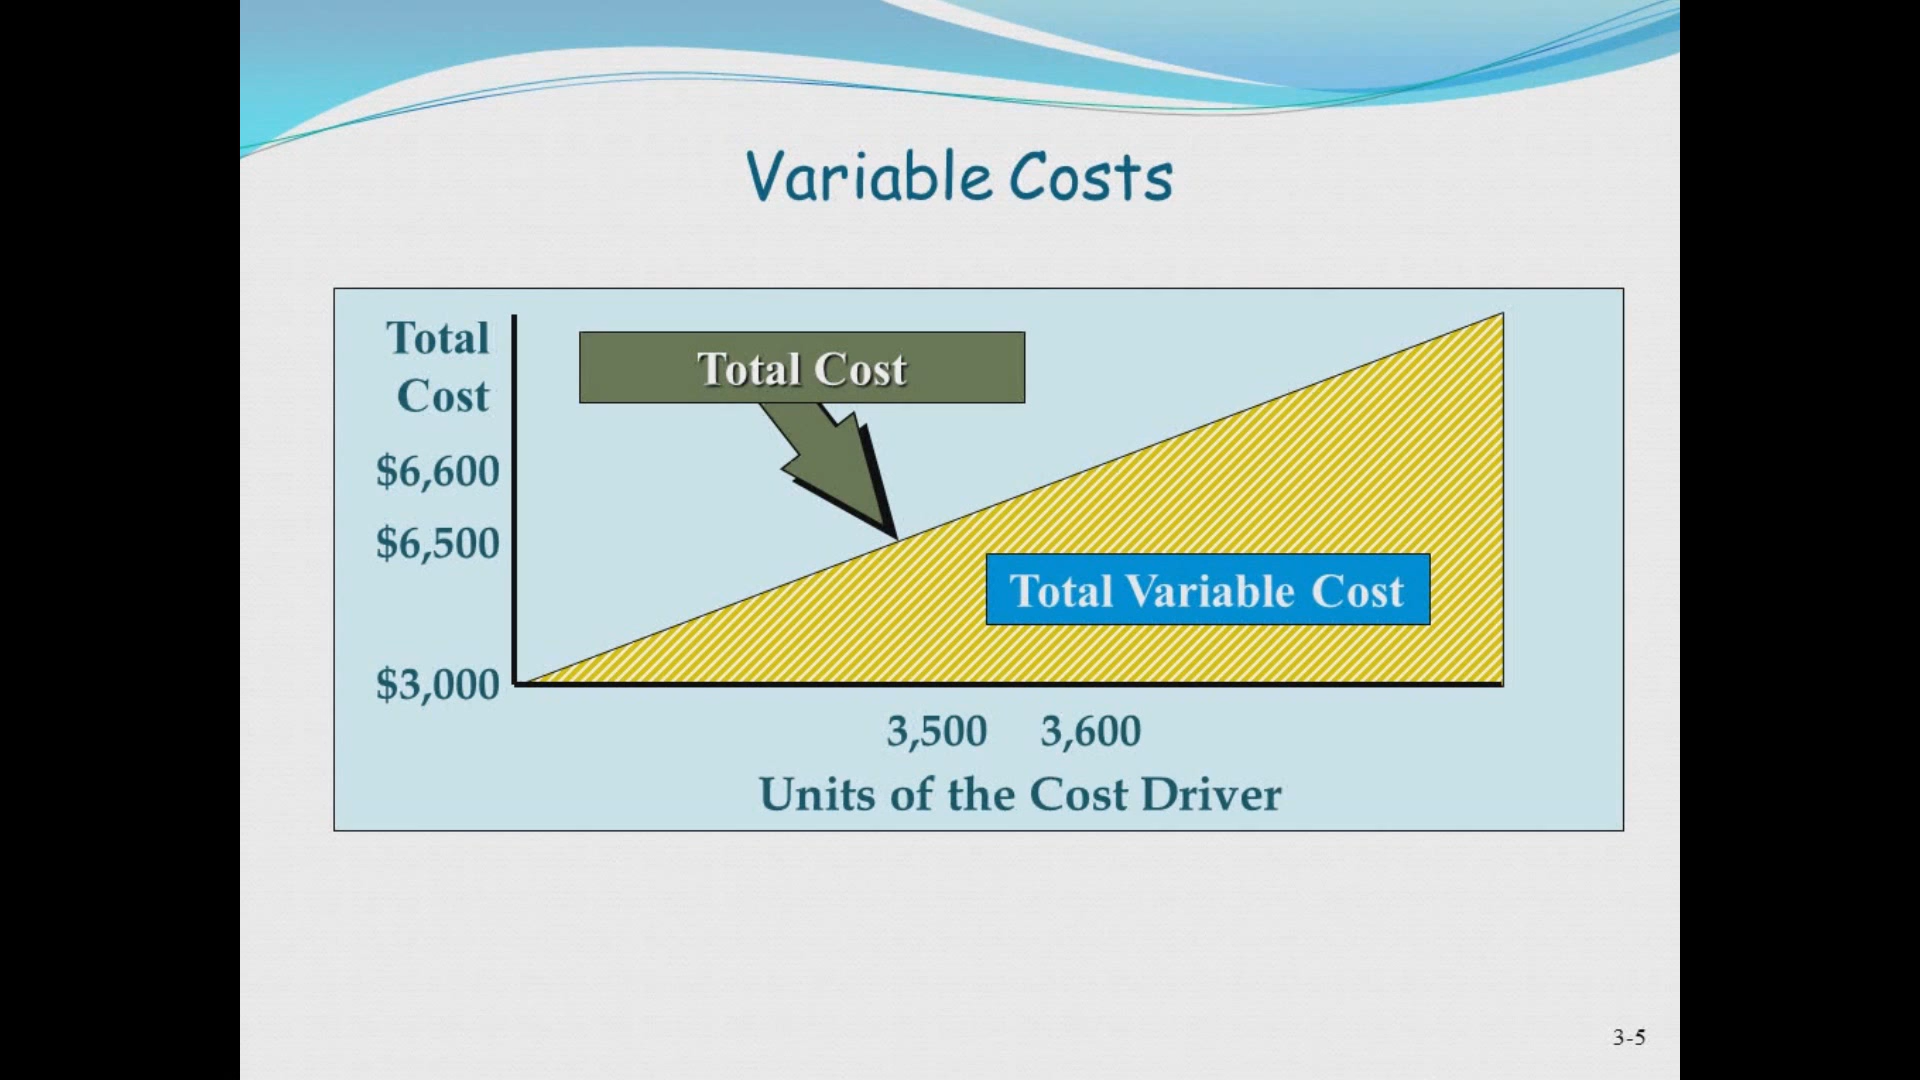 Variable Costs
Total
Cost
$6,600
$6,500
$3,000
Total Cost
Total Variable Cost
3,500 3,600
Units of the Cost Driver
3-5